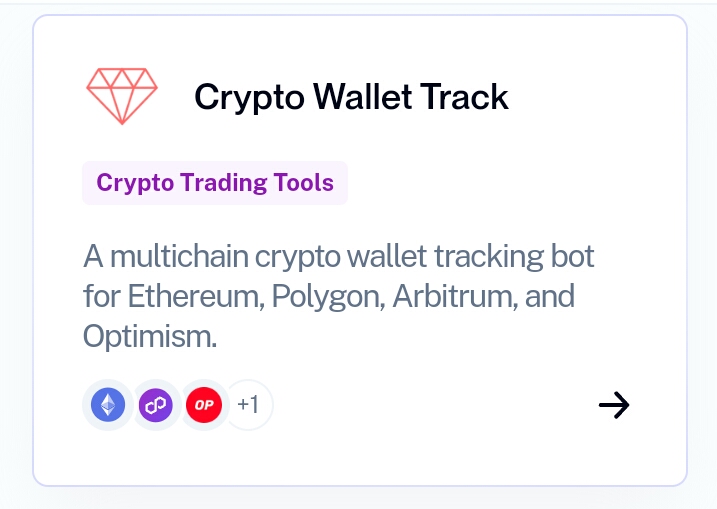 Crypto Wallet Track
Crypto Trading Tools
A multichain crypto wallet tracking bot
for Ethereum, Polygon, Arbitrum, and
Optimism.
OP +1